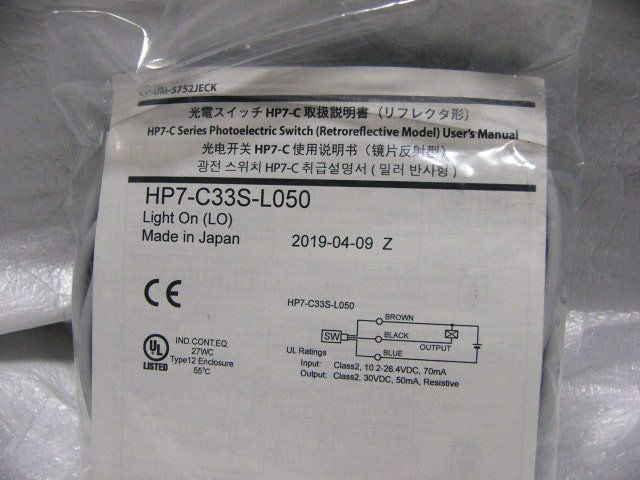 CP-UM-5752JECK
光電スイッチ HP7-C 取扱説明書（リフレクタ形）
HP7-C Series Photoelectric Switch (Retroreflective Model) User's Manual
光电开关 HP7-C 使用说明书（镜片反射型）
광전 스위치 HP7-C 취급설명서 ( 밀러 반사형 )
HP7-C33S-L050
Light On (LO)
Made in Japan 2019-04-09 Z
CE
HP7-C33S-L050
BROWN
SW
BLACK
OUTPUT
BLUE
UL
LISTED
IND.CONT.EQ.
27WC
Type12 Enclosure
55℃
UL Ratings
Input: Class2, 10.2-26.4VDC, 70mA
Output: Class2, 30VDC, 50mA, Resistive